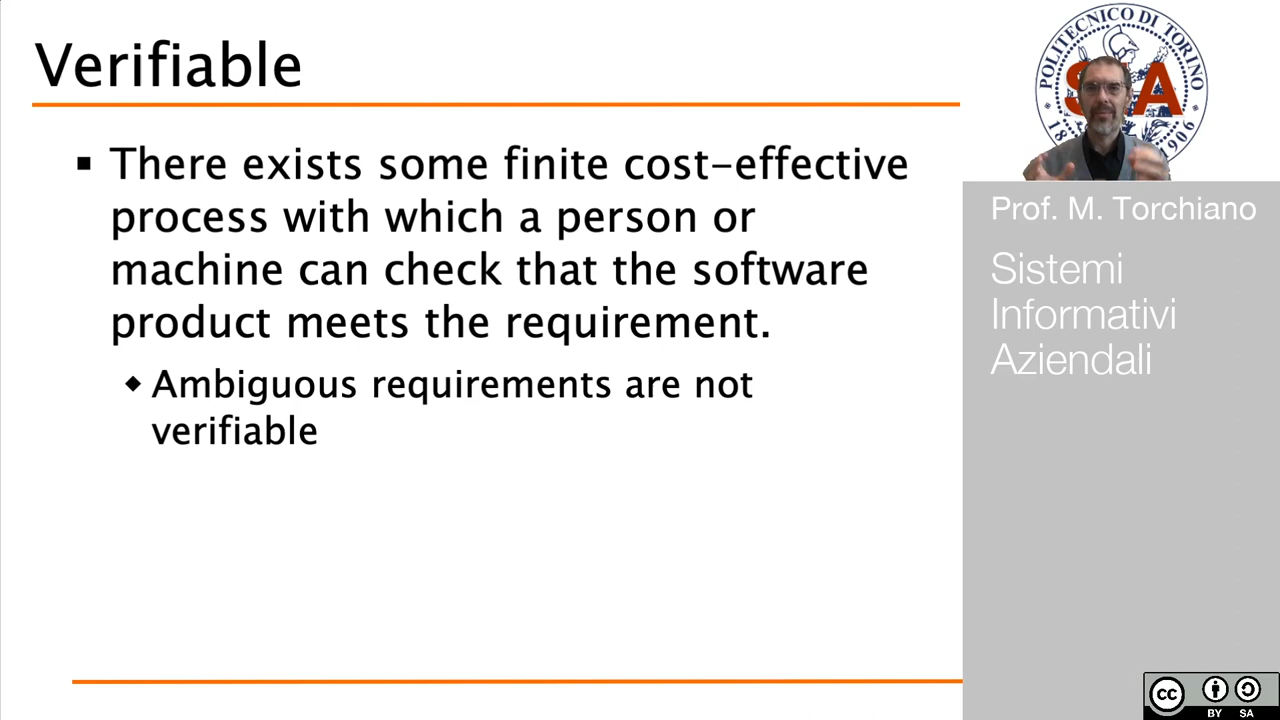 Verifiable
▪ There exists some finite cost-effective
process with which a person or
machine can check that the software
product meets the requirement.
◆ Ambiguous requirements are not
verifiable
POLITECNICO DI TORINO
Prof. M. Torchiano
Sistemi
Informativi
Aziendali
cc
BY SA